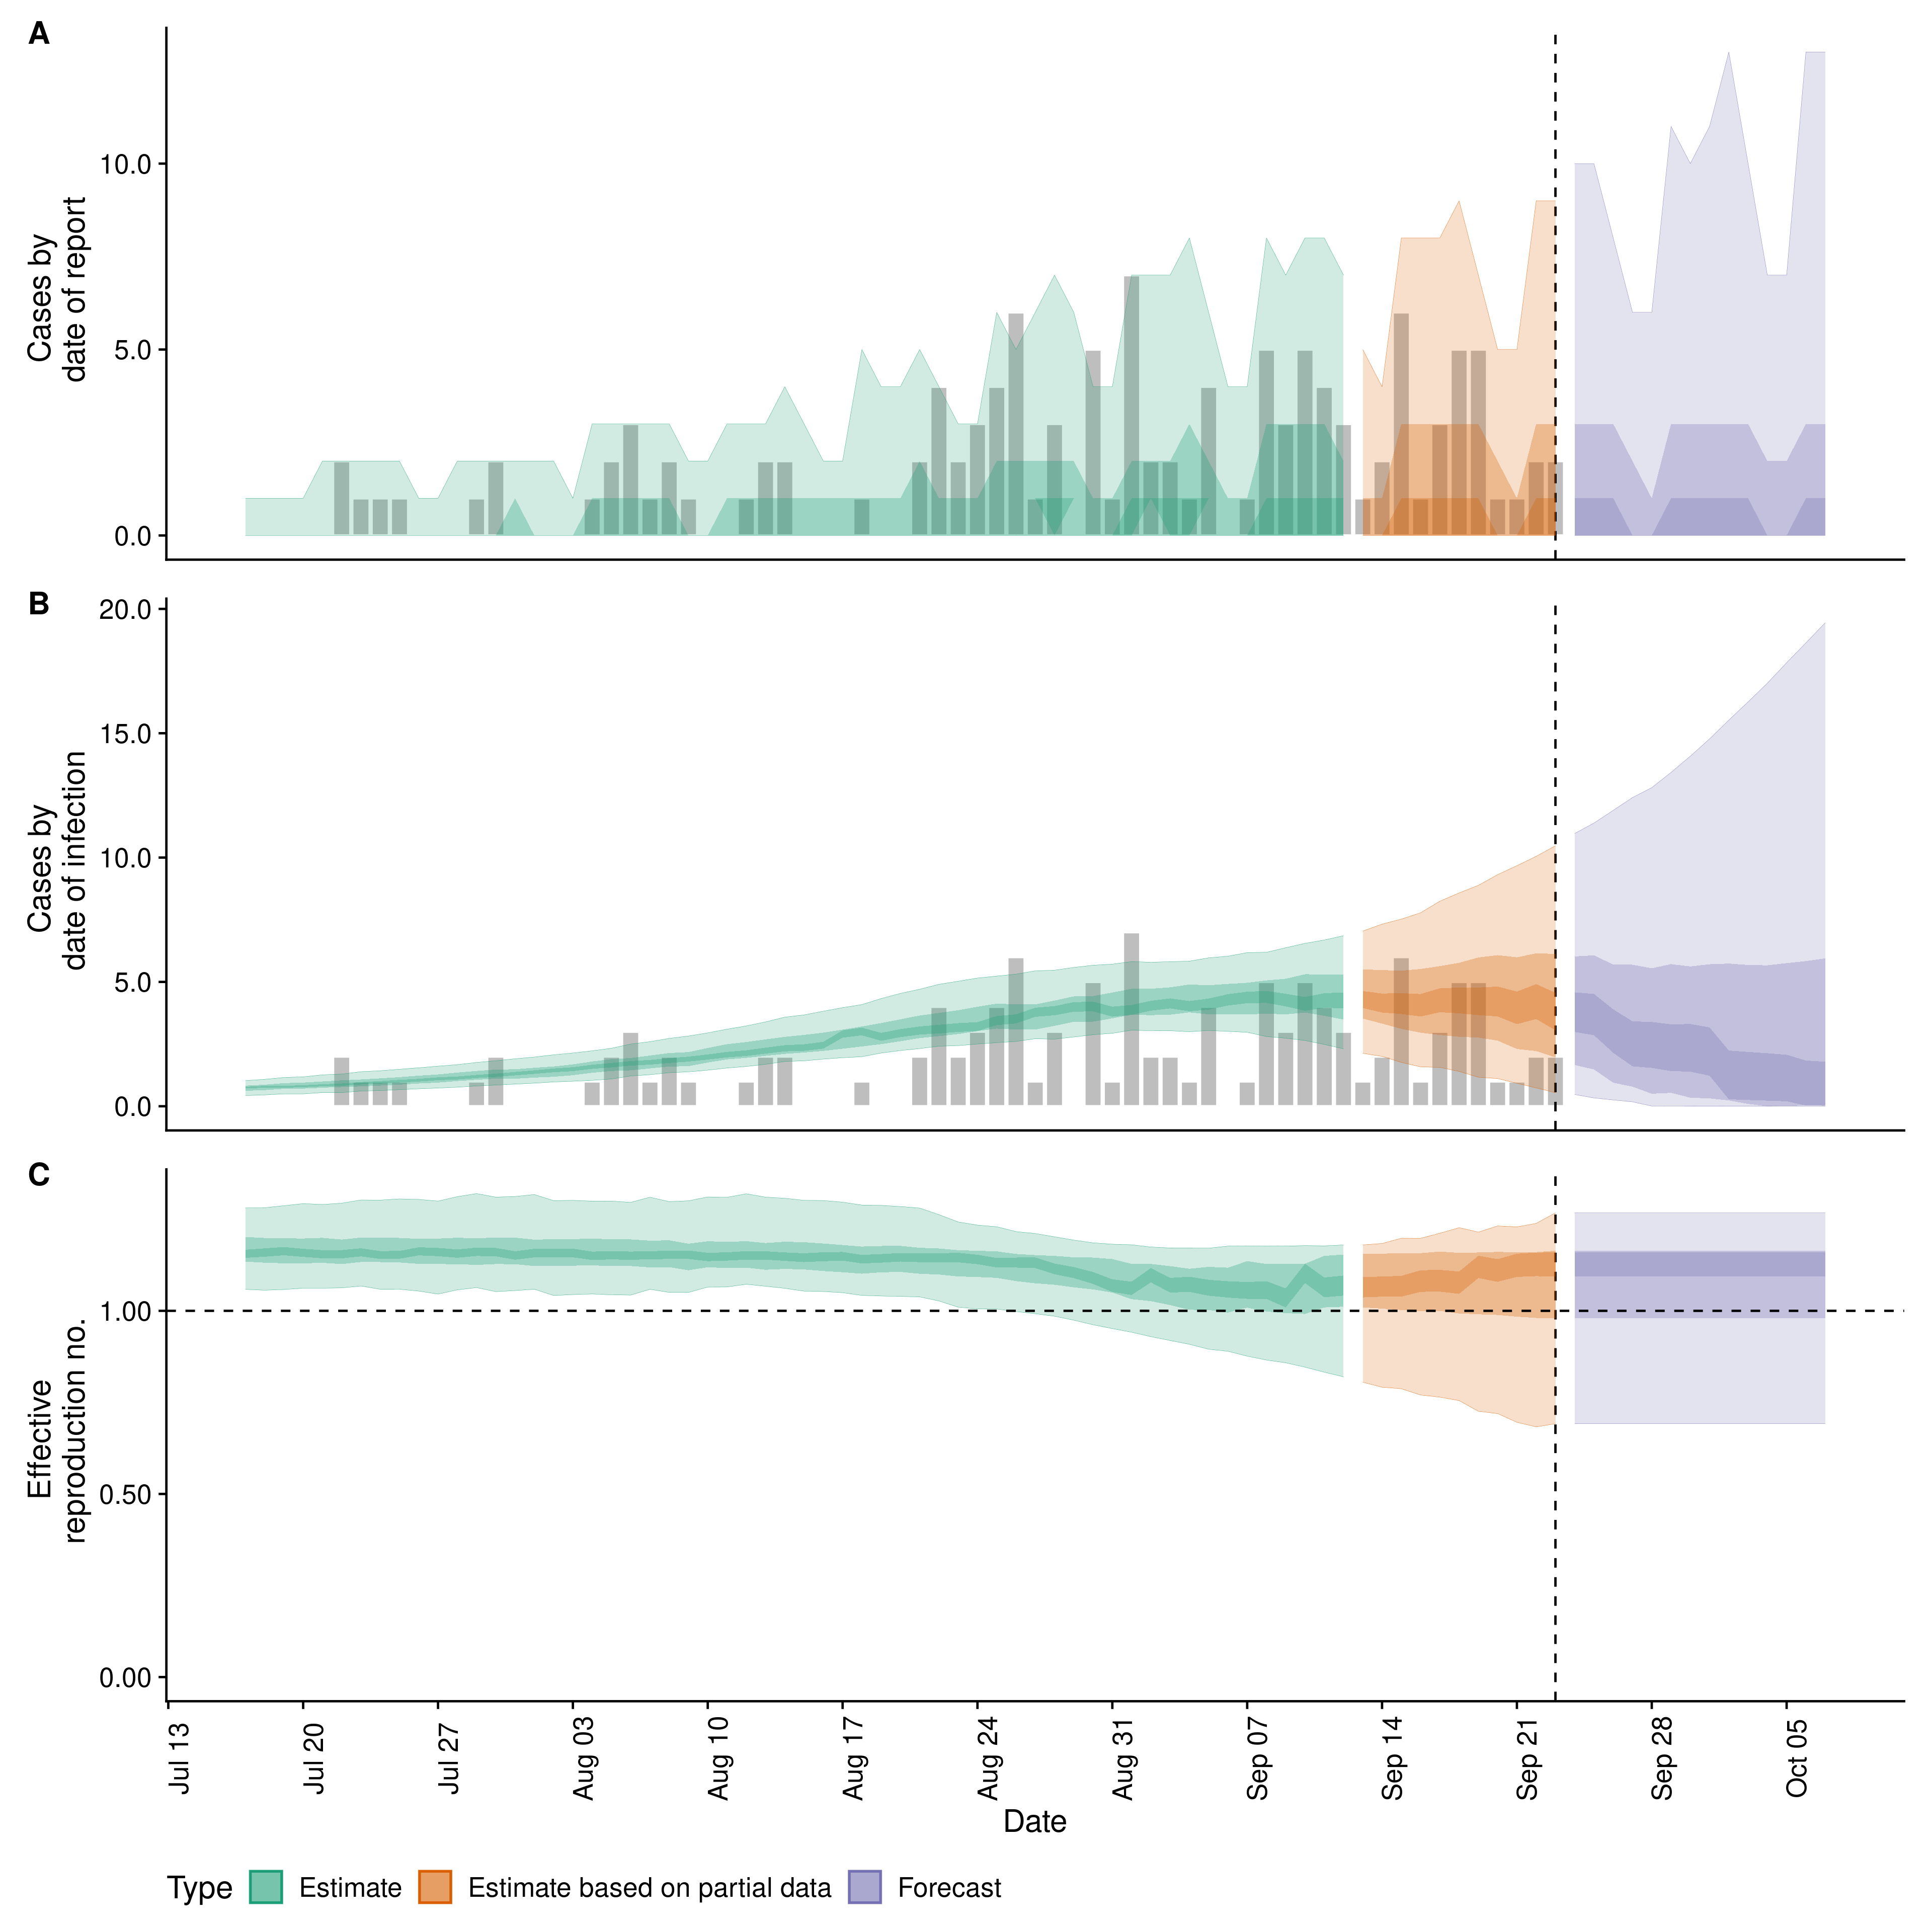 A
Cases by
date of report
10.0
5.0
0.0
B
Cases by
date of infection
20.0
15.0
10.0
5.0
0.0
C
Effective
reproduction no.
1.00
0.50
0.00
Jul 13
Jul 20
Jul 27
Aug 03
Aug 10
Aug 17
Aug 24
Aug 31
Sep 07
Sep 14
Sep 21
Sep 28
Oct 05
Date
Type Estimate Estimate based on partial data Forecast